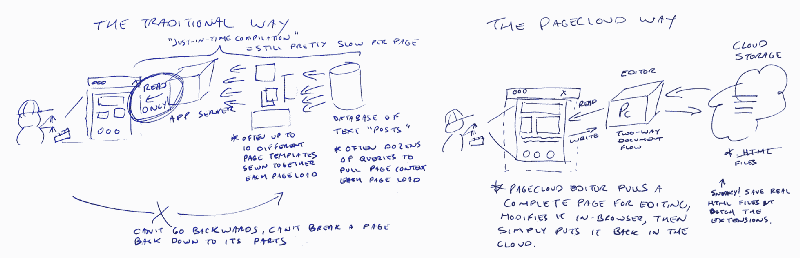 THE TRADITIONAL WAY
"JUST-IN-TIME COMPILATION"
= STILL PRETTY SLOW PER PAGE
READ
ONLY
APP SERVER
* OFTEN UP TO
10 DIFFERENT
PAGE TEMPLATES
SEWN TOGETHER
EACH PAGE LOAD
DATABASE OF
TEXT "POSTS"
* OFTEN DOZENS
OF QUERIES TO
PULL PAGE CONTENT
EACH PAGE LOAD
CAN'T GO BACKWARDS, CAN'T BREAK A PAGE
BACK DOWN TO ITS PARTS
THE PAGECLOUD WAY
READ
WRITE
EDITOR
PC
TWO-WAY
DOCUMENT
FLOW
CLOUD
STORAGE
* HTML
FILES
SNEAKY! SAVE REAL
HTML FILES BUT
DITCH THE
EXTENSIONS.
* PAGECLOUD EDITOR PULLS A
COMPLETE PAGE FOR EDITING,
MODIFIES IT IN-BROWSER, THEN
SIMPLY PUTS IT BACK IN THE
CLOUD.